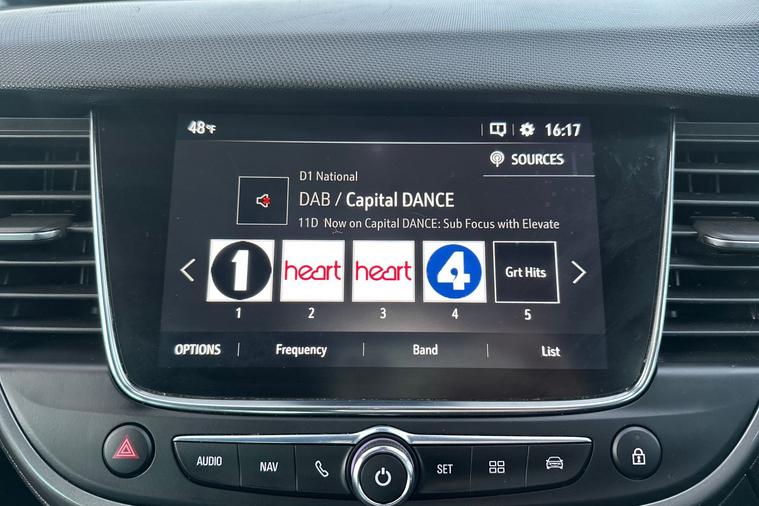 48°F 16:17
SOURCES
D1 National
DAB / Capital DANCE
11D Now on Capital DANCE: Sub Focus with Elevate
1 heart heart 4 Grt Hits
1 2 3 4 5
OPTIONS Frequency Band List
AUDIO NAV SET